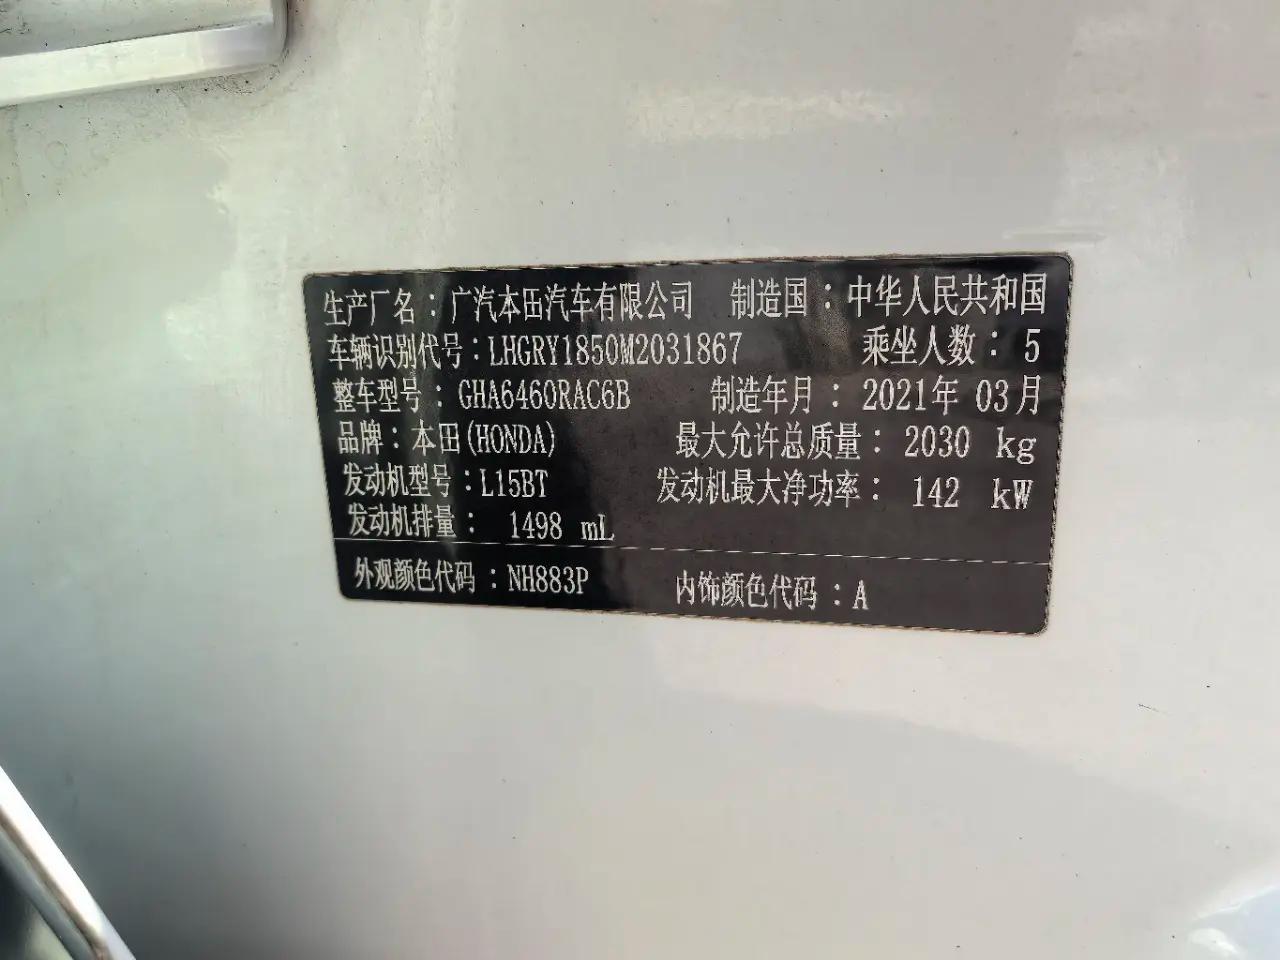 生产厂名：广汽本田汽车有限公司 制造国：中华人民共和国
车辆识别代号：LHGRY1850M2031867 乘坐人数：5
整车型号：GHA6460RAC6B 制造年月：2021年 03月
品牌：本田(HONDA) 最大允许总质量：2030 kg
发动机型号：L15BT 发动机最大净功率：142 kW
发动机排量：1498 mL
外观颜色代码：NH883P 内饰颜色代码：A